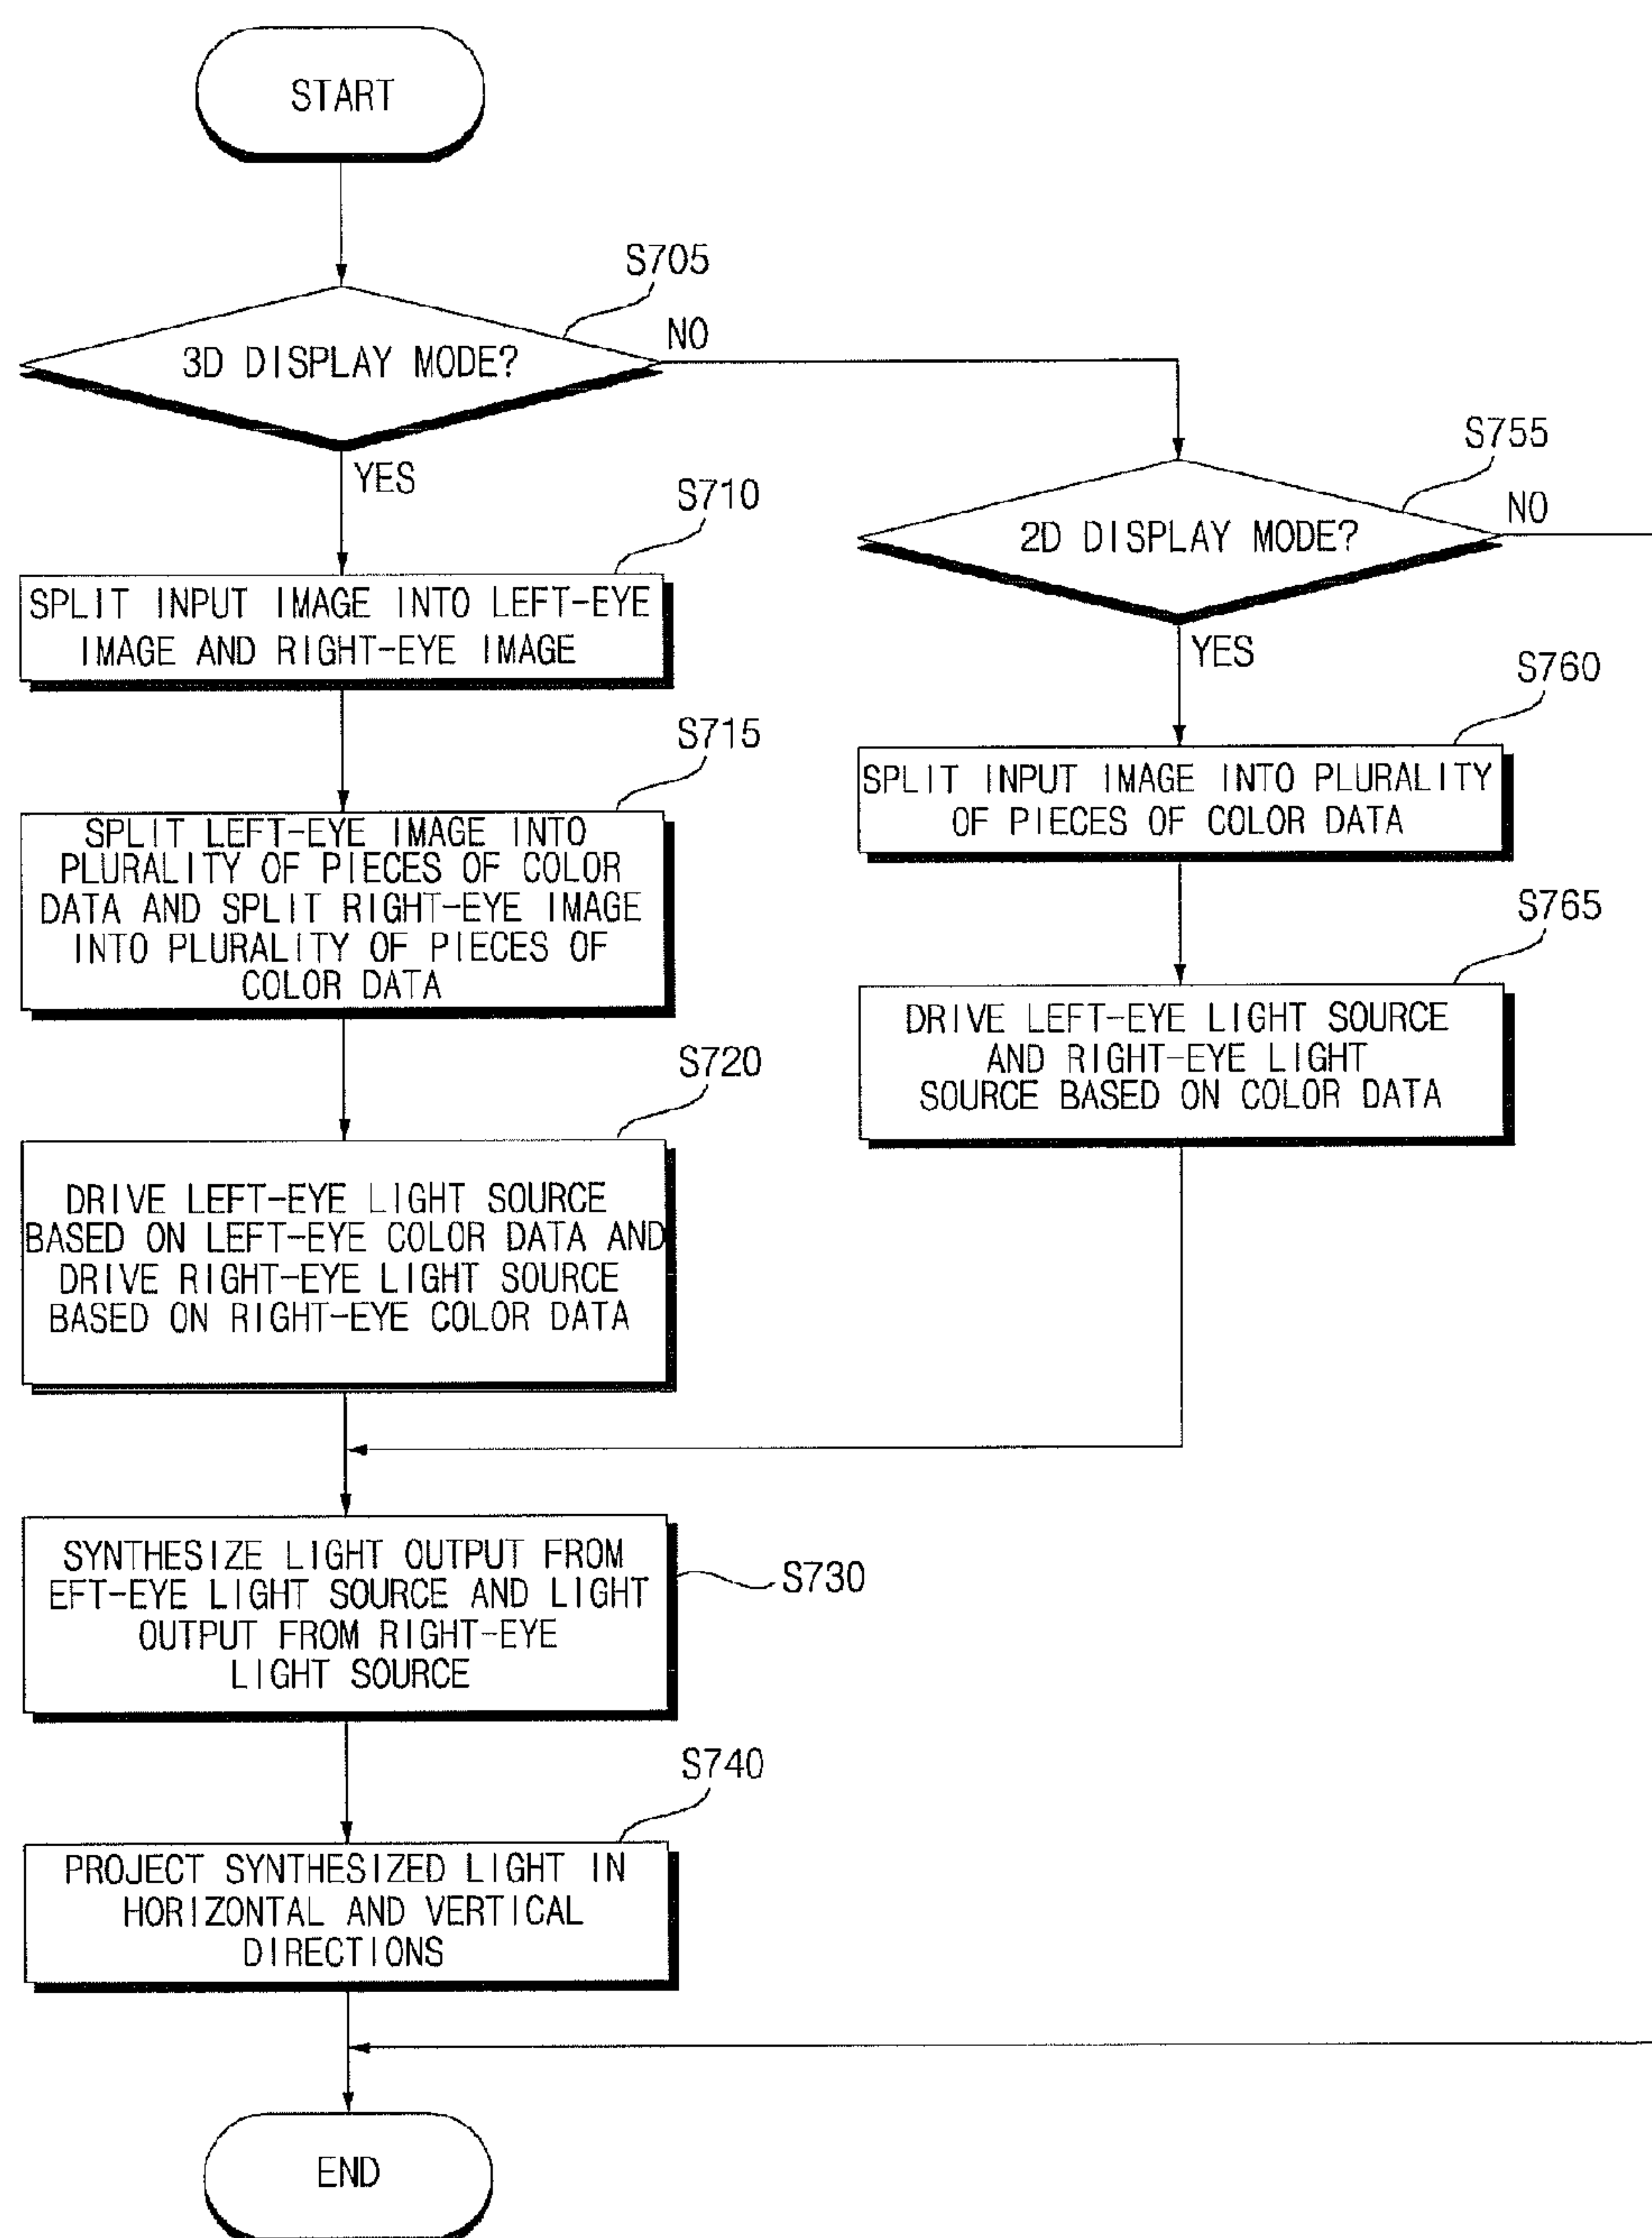 START
S705
3D DISPLAY MODE?
NO
YES
S710
SPLIT INPUT IMAGE INTO LEFT-EYE
IMAGE AND RIGHT-EYE IMAGE
S715
SPLIT LEFT-EYE IMAGE INTO
PLURALITY OF PIECES OF COLOR
DATA AND SPLIT RIGHT-EYE IMAGE
INTO PLURALITY OF PIECES OF
COLOR DATA
S720
DRIVE LEFT-EYE LIGHT SOURCE
BASED ON LEFT-EYE COLOR DATA AND
DRIVE RIGHT-EYE LIGHT SOURCE
BASED ON RIGHT-EYE COLOR DATA
S755
2D DISPLAY MODE?
NO
YES
S760
SPLIT INPUT IMAGE INTO PLURALITY
OF PIECES OF COLOR DATA
S765
DRIVE LEFT-EYE LIGHT SOURCE
AND RIGHT-EYE LIGHT
SOURCE BASED ON COLOR DATA
SYNTHESIZE LIGHT OUTPUT FROM
EFT-EYE LIGHT SOURCE AND LIGHT
OUTPUT FROM RIGHT-EYE
LIGHT SOURCE
S730
S740
PROJECT SYNTHESIZED LIGHT IN
HORIZONTAL AND VERTICAL
DIRECTIONS
END